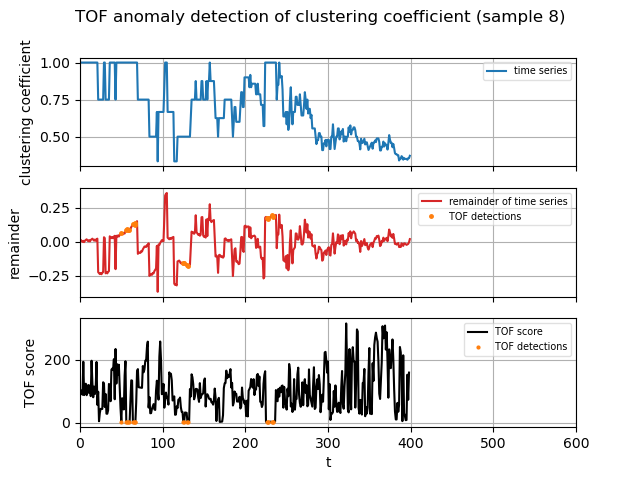 TOF anomaly detection of clustering coefficient (sample 8)
clustering coefficient
1.00
0.75
0.50
time series
remainder
0.25
0.00
−0.25
remainder of time series
TOF detections
TOF score
200
0
TOF score
TOF detections
0 100 200 300 400 500 600
t